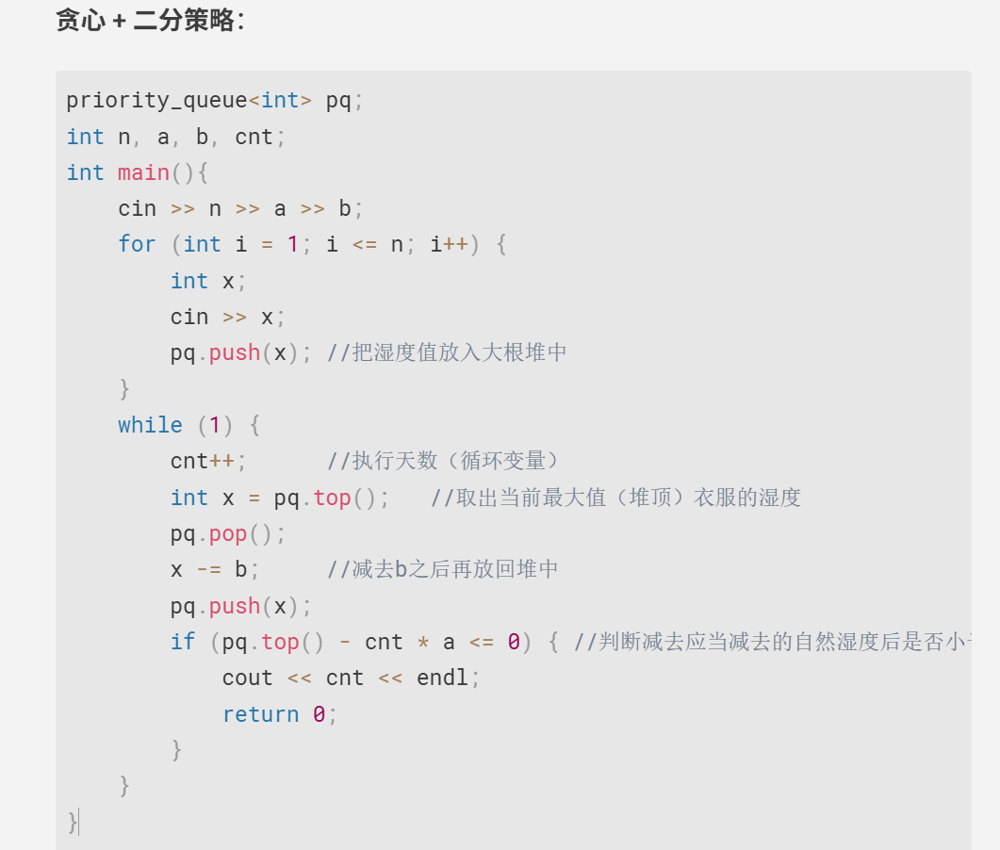 贪心 + 二分策略：
priority_queue<int> pq;
int n, a, b, cnt;
int main(){
    cin >> n >> a >> b;
    for (int i = 1; i <= n; i++) {
        int x;
        cin >> x;
        pq.push(x); //把湿度值放入大根堆中
    }
    while (1) {
        cnt++;      //执行天数（循环变量）
        int x = pq.top();   //取出当前最大值（堆顶）衣服的湿度
        pq.pop();
        x -= b;     //减去b之后再放回堆中
        pq.push(x);
        if (pq.top() - cnt * a <= 0) { //判断减去应当减去的自然湿度后是否小
            cout << cnt << endl;
            return 0;
        }
    }
}